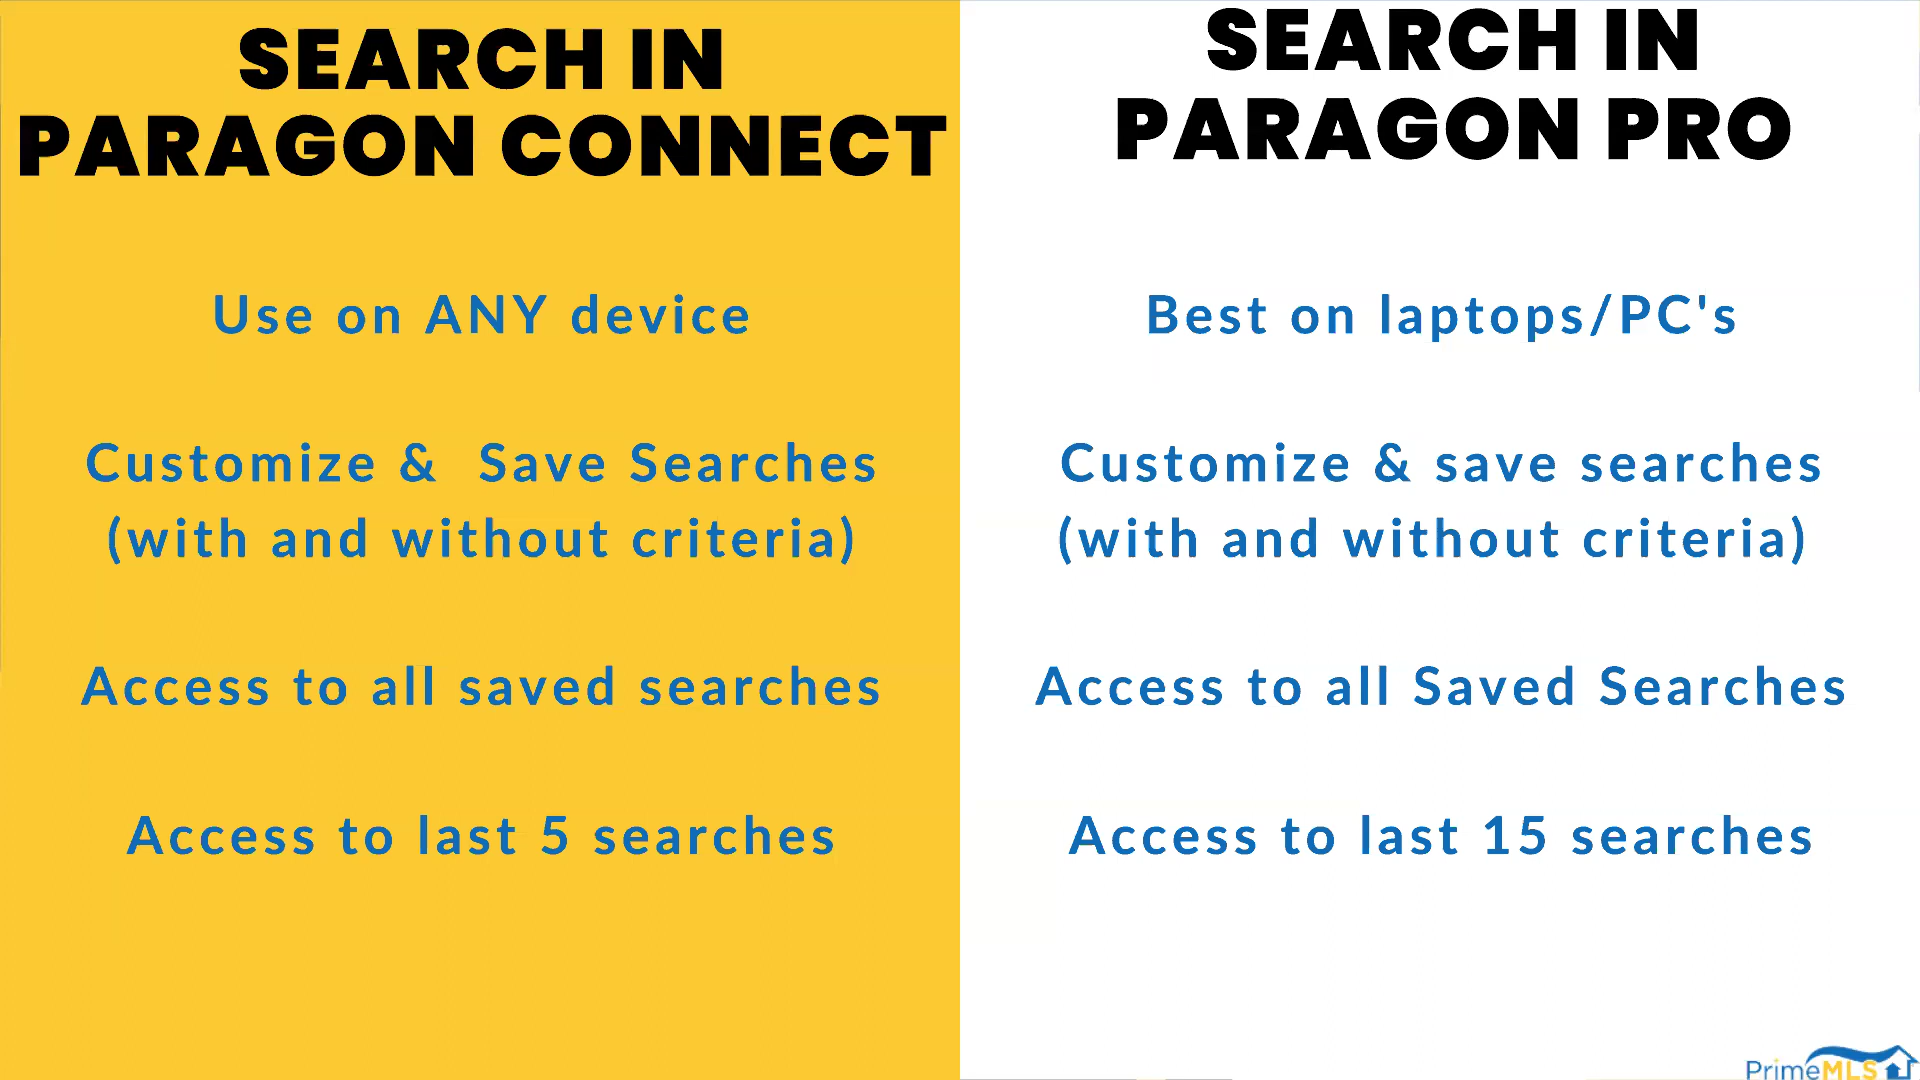 SEARCH IN
PARAGON CONNECT
Use on ANY device
Customize & Save Searches
(with and without criteria)
Access to all saved searches
Access to last 5 searches
SEARCH IN
PARAGON PRO
Best on laptops/PC's
Customize & save searches
(with and without criteria)
Access to all Saved Searches
Access to last 15 searches
PrimeMLS